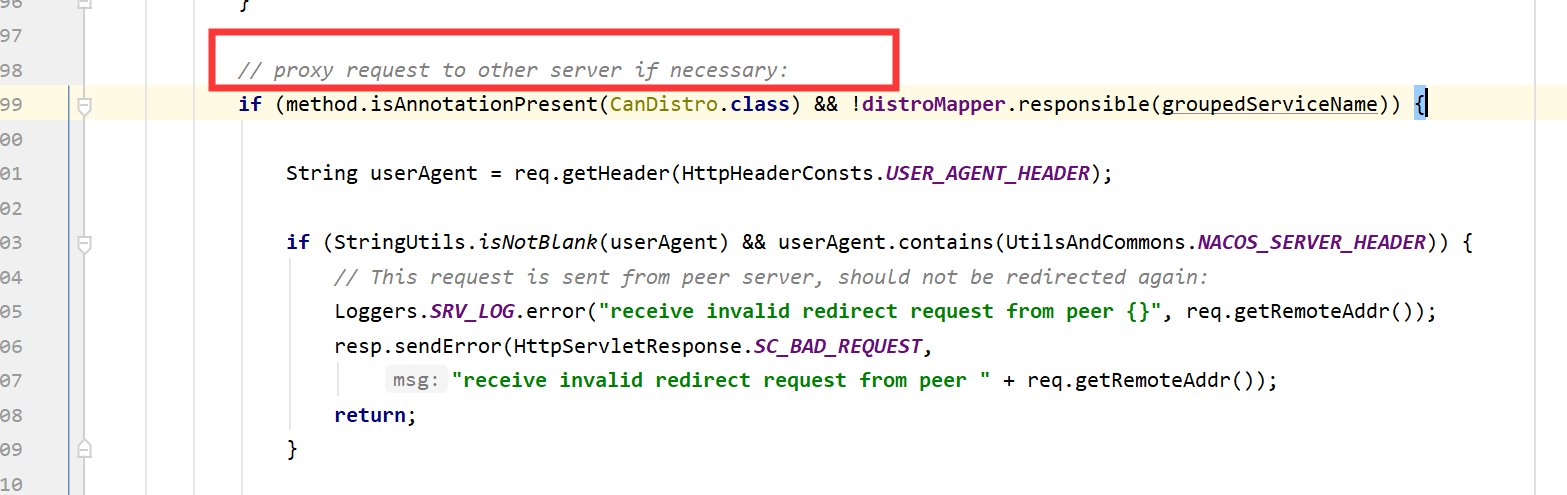 96 }
97
98 // proxy request to other server if necessary:
99 if (method.isAnnotationPresent(CanDistro.class) && !distroMapper.responsible(groupedServiceName)) {
00
01 String userAgent = req.getHeader(HttpHeaderConsts.USER_AGENT_HEADER);
02
03 if (StringUtils.isNotBlank(userAgent) && userAgent.contains(UtilsAndCommons.NACOS_SERVER_HEADER)) {
04 // This request is sent from peer server, should not be redirected again:
05 Loggers.SRV_LOG.error("receive invalid redirect request from peer {}", req.getRemoteAddr());
06 resp.sendError(HttpServletResponse.SC_BAD_REQUEST,
07 msg: "receive invalid redirect request from peer " + req.getRemoteAddr());
08 return;
09 }
10